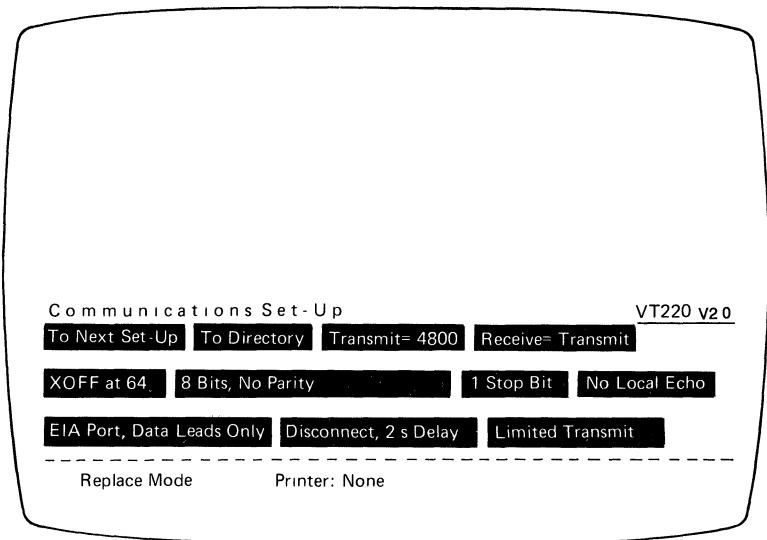 Communications Set-Up VT220 V2 0
To Next Set-Up To Directory Transmit= 4800 Receive= Transmit
XOFF at 64 8 Bits, No Parity 1 Stop Bit No Local Echo
EIA Port, Data Leads Only Disconnect, 2 s Delay Limited Transmit
Replace Mode Printer: None